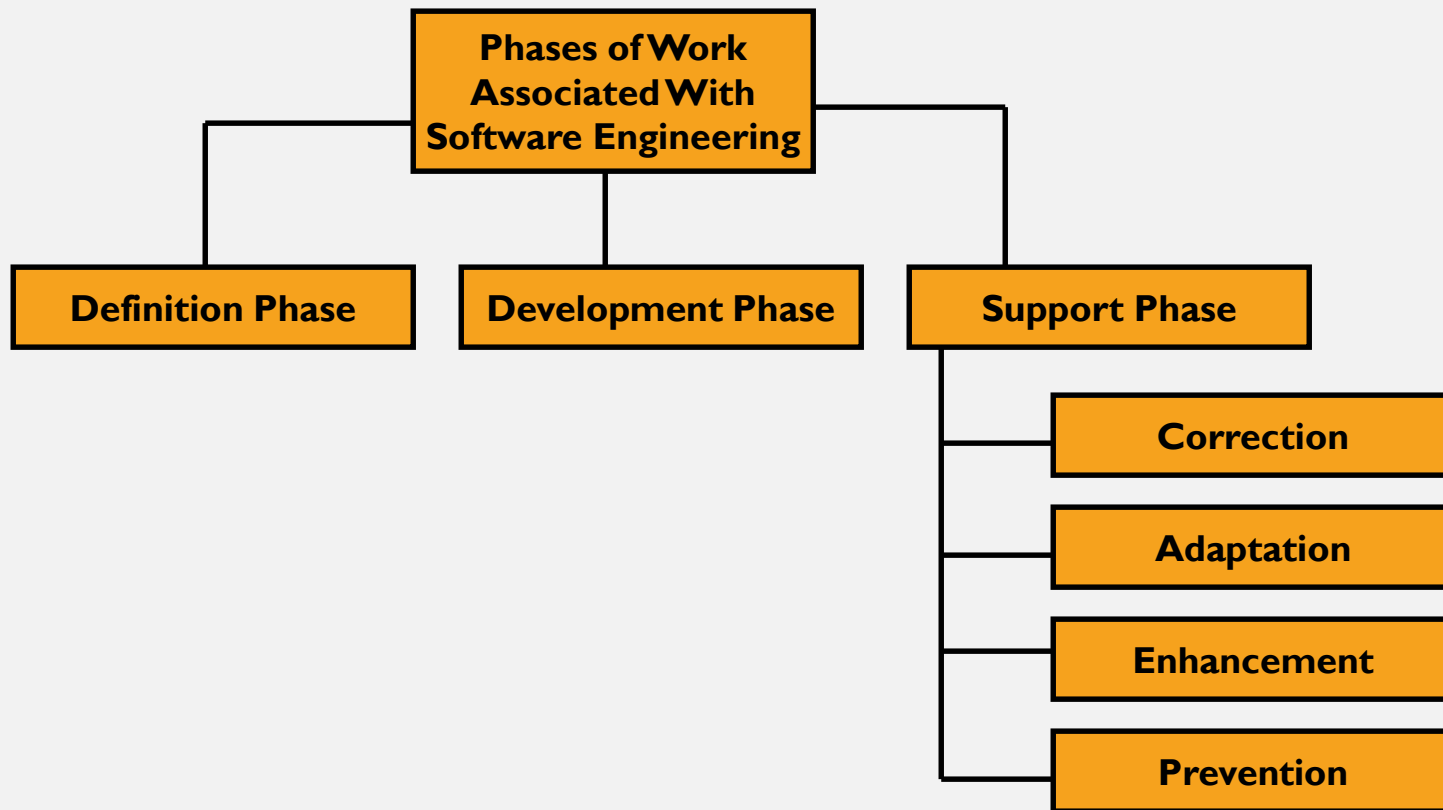 Phases of Work
Associated With
Software Engineering
Definition Phase
Development Phase
Support Phase
Correction
Adaptation
Enhancement
Prevention